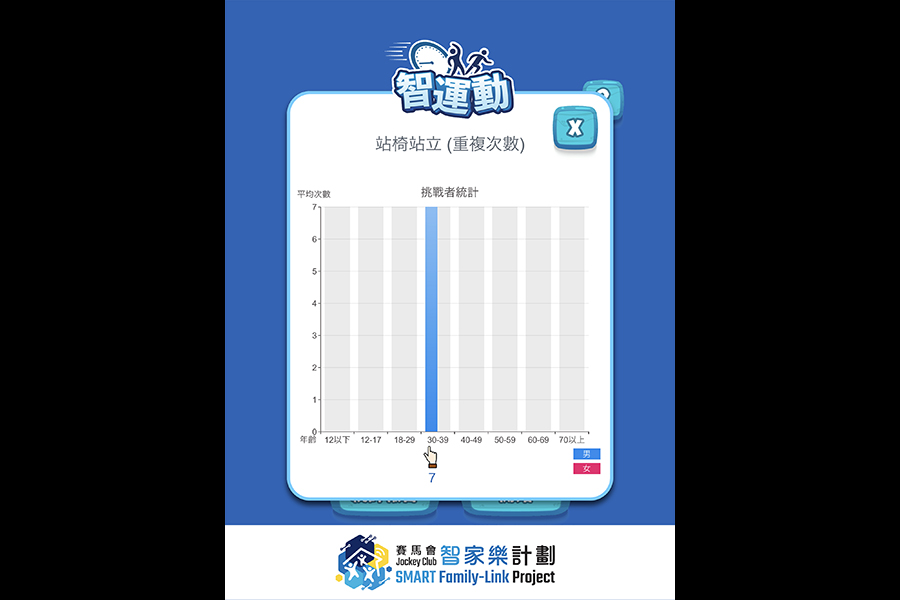 智運動
X
站椅站立 (重複次數)
挑戰者統計
平均次數
7
6
5
4
3
2
1
0
年齡 12以下 12-17 18-29 30-39 40-49 50-59 60-69 70以上
7
男
女
賽馬會 智家樂計劃
Jockey Club
SMART Family-Link Project